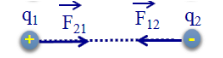 q₁ F₂₁ F₁₂ q₂
+ -